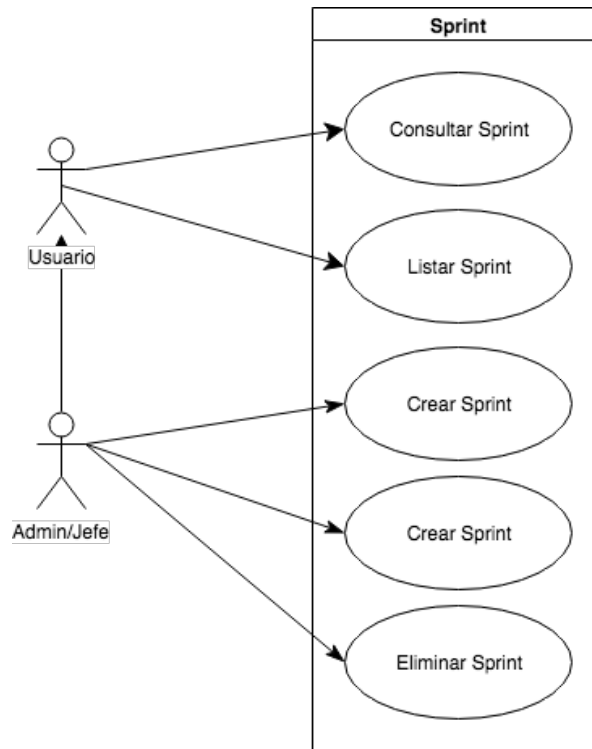 Sprint
Consultar Sprint
Usuario
Listar Sprint
Crear Sprint
Admin/Jefe
Crear Sprint
Eliminar Sprint